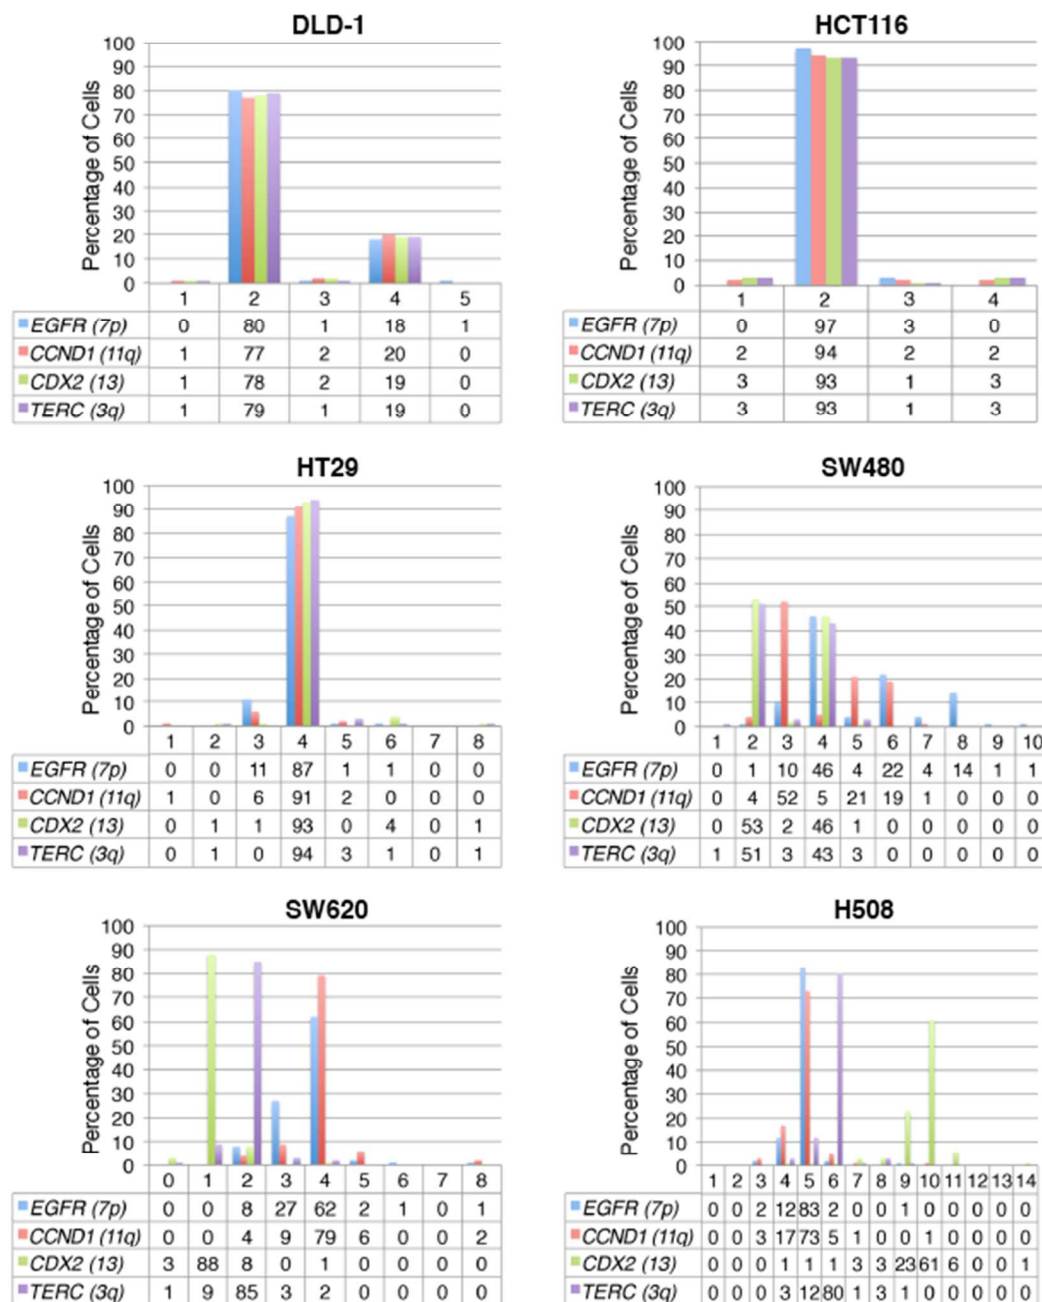 DLD-1
Percentage of Cells
100
90
80
70
60
50
40
30
20
10
0
1 2 3 4 5
EGFR (7p) 0 80 1 18 1
CCND1 (11q) 1 77 2 20 0
CDX2 (13) 1 78 2 19 0
TERC (3q) 1 79 1 19 0
HCT116
Percentage of Cells
100
90
80
70
60
50
40
30
20
10
0
1 2 3 4
EGFR (7p) 0 97 3 0
CCND1 (11q) 2 94 2 2
CDX2 (13) 3 93 1 3
TERC (3q) 3 93 1 3
HT29
Percentage of Cells
100
90
80
70
60
50
40
30
20
10
0
1 2 3 4 5 6 7 8
EGFR (7p) 0 0 11 87 1 1 0 0
CCND1 (11q) 1 0 6 91 2 0 0 0
CDX2 (13) 0 1 1 93 0 4 0 1
TERC (3q) 0 1 0 94 3 1 0 1
SW480
Percentage of Cells
100
90
80
70
60
50
40
30
20
10
0
1 2 3 4 5 6 7 8 9 10
EGFR (7p) 0 1 10 46 4 22 4 14 1 1
CCND1 (11q) 0 4 52 5 21 19 1 0 0 0
CDX2 (13) 0 53 2 46 1 0 0 0 0 0
TERC (3q) 1 51 3 43 3 0 0 0 0 0
SW620
Percentage of Cells
100
90
80
70
60
50
40
30
20
10
0
0 1 2 3 4 5 6 7 8
EGFR (7p) 0 0 8 27 62 2 1 0 1
CCND1 (11q) 0 0 4 9 79 6 0 0 2
CDX2 (13) 3 88 8 0 1 0 0 0 0
TERC (3q) 1 9 85 3 2 0 0 0 0
H508
Percentage of Cells
100
90
80
70
60
50
40
30
20
10
0
1 2 3 4 5 6 7 8 9 10 11 12 13 14
EGFR (7p) 0 0 2 12 83 2 0 0 1 0 0 0 0 0
CCND1 (11q) 0 0 3 17 73 5 1 0 0 1 0 0 0 0
CDX2 (13) 0 0 0 1 1 1 3 3 23 61 6 0 0 1
TERC (3q) 0 0 0 3 12 80 1 3 1 0 0 0 0 0